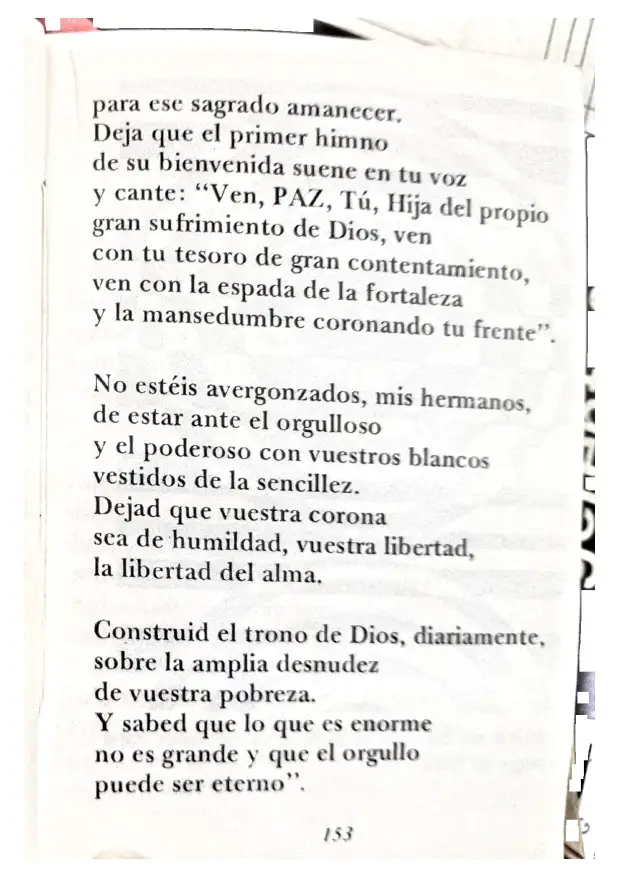 para ese sagrado amanecer.
Deja que el primer himno
de su bienvenida suene en tu voz
y cante: “Ven, PAZ, Tú, Hija del propio
gran sufrimiento de Dios, ven
con tu tesoro de gran contentamiento,
ven con la espada de la fortaleza
y la mansedumbre coronando tu frente”.
No estéis avergonzados, mis hermanos,
de estar ante el orgulloso
y el poderoso con vuestros blancos
vestidos de la sencillez.
Dejad que vuestra corona
sea de humildad, vuestra libertad,
la libertad del alma.
Construid el trono de Dios, diariamente,
sobre la amplia desnudez
de vuestra pobreza.
Y sabed que lo que es enorme
no es grande y que el orgullo
puede ser eterno”.
153